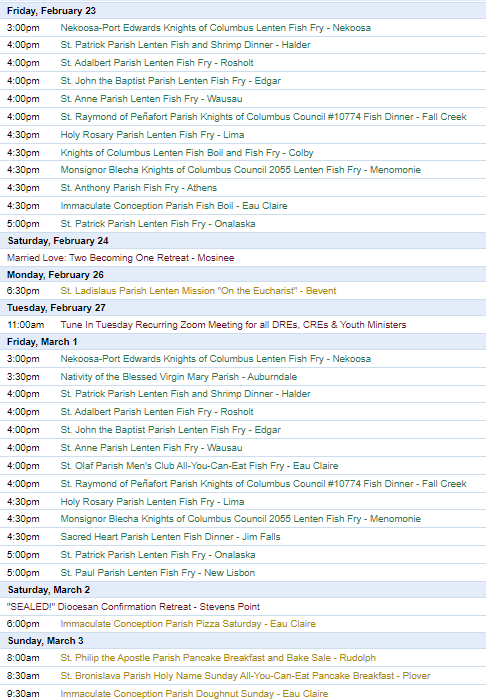 Friday, February 23
3:00pm Nekoosa-Port Edwards Knights of Columbus Lenten Fish Fry - Nekoosa
4:00pm St. Patrick Parish Lenten Fish and Shrimp Dinner - Halder
4:00pm St. Adalbert Parish Lenten Fish Fry - Rosholt
4:00pm St. John the Baptist Parish Lenten Fish Fry - Edgar
4:00pm St. Anne Parish Lenten Fish Fry - Wausau
4:00pm St. Raymond of Peñafort Parish Knights of Columbus Council #10774 Fish Dinner - Fall Creek
4:30pm Holy Rosary Parish Lenten Fish Fry - Lima
4:30pm Knights of Columbus Lenten Fish Boil and Fish Fry - Colby
4:30pm Monsignor Blecha Knights of Columbus Council 2055 Lenten Fish Fry - Menomonie
4:30pm St. Anthony Parish Fish Fry - Athens
4:30pm Immaculate Conception Parish Fish Boil - Eau Claire
5:00pm St. Patrick Parish Lenten Fish Fry - Onalaska
Saturday, February 24
Married Love: Two Becoming One Retreat - Mosinee
Monday, February 26
6:30pm St. Ladislaus Parish Lenten Mission "On the Eucharist" - Bevent
Tuesday, February 27
11:00am Tune In Tuesday Recurring Zoom Meeting for all DREs, CREs & Youth Ministers
Friday, March 1
3:00pm Nekoosa-Port Edwards Knights of Columbus Lenten Fish Fry - Nekoosa
3:30pm Nativity of the Blessed Virgin Mary Parish - Auburndale
4:00pm St. Patrick Parish Lenten Fish and Shrimp Dinner - Halder
4:00pm St. Adalbert Parish Lenten Fish Fry - Rosholt
4:00pm St. John the Baptist Parish Lenten Fish Fry - Edgar
4:00pm St. Anne Parish Lenten Fish Fry - Wausau
4:00pm St. Olaf Parish Men's Club All-You-Can-Eat Fish Fry - Eau Claire
4:00pm St. Raymond of Peñafort Parish Knights of Columbus Council #10774 Fish Dinner - Fall Creek
4:30pm Holy Rosary Parish Lenten Fish Fry - Lima
4:30pm Monsignor Blecha Knights of Columbus Council 2055 Lenten Fish Fry - Menomonie
4:30pm Sacred Heart Parish Lenten Fish Dinner - Jim Falls
5:00pm St. Patrick Parish Lenten Fish Fry - Onalaska
5:00pm St. Paul Parish Lenten Fish Fry - New Lisbon
Saturday, March 2
"SEALED!" Diocesan Confirmation Retreat - Stevens Point
6:00pm Immaculate Conception Parish Pizza Saturday - Eau Claire
Sunday, March 3
8:00am St. Philip the Apostle Parish Pancake Breakfast and Bake Sale - Rudolph
8:30am St. Bronislava Parish Holy Name Sunday All-You-Can-Eat Pancake Breakfast - Plover
9:30am Immaculate Conception Parish Doughnut Sunday - Eau Claire